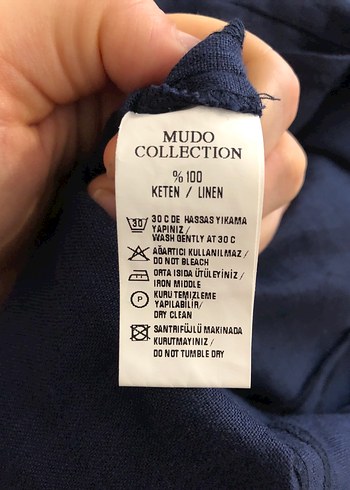 MUDO
COLLECTION
%100
KETEN / LINEN
30
30 C DE HASSAS YIKAMA
YAPINIZ /
WASH GENTLY AT 30 C
AĞARTICI KULLANILMAZ /
DO NOT BLEACH
ORTA ISIDA ÜTÜLEYİNİZ /
IRON MIDDLE
P
KURU TEMİZLEME
YAPILABİLİR/
DRY CLEAN
SANTRİFÜJLÜ MAKİNADA
KURUTMAYINIZ /
DO NOT TUMBLE DRY